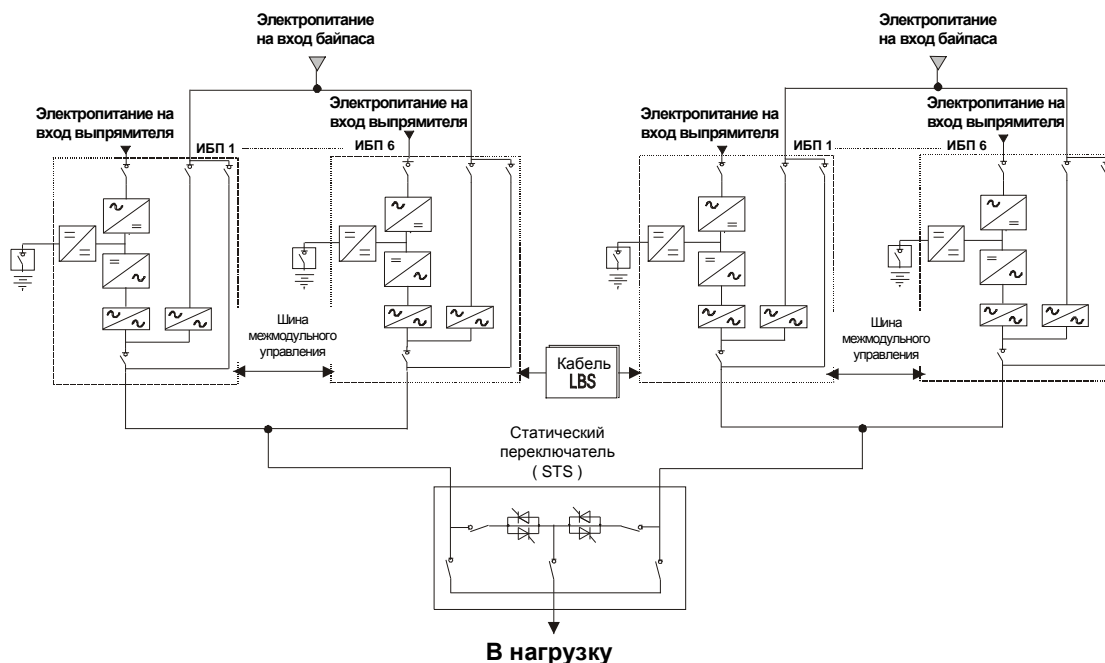 Электропитание
на вход байпаса
Электропитание
на вход байпаса
Электропитание на
вход выпрямителя
Электропитание на
вход выпрямителя
Электропитание на
вход выпрямителя
Электропитание на
вход выпрямителя
ИБП 1
ИБП 6
ИБП 1
ИБП 6
Шина
межмодульного
управления
Кабель
LBS
Шина
межмодульного
управления
Статический
переключатель
( STS )
В нагрузку